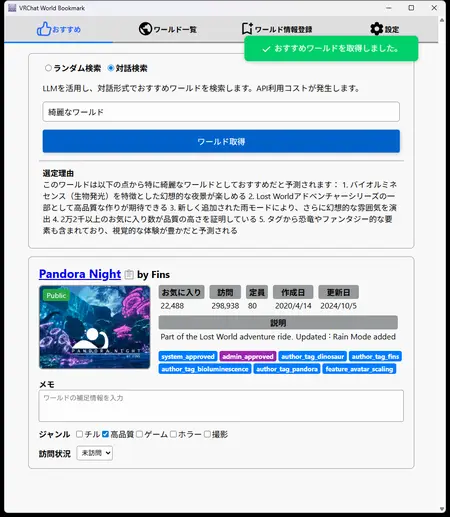 VRChat World Bookmark
おすすめ
ワールド一覧
ワールド情報登録
設定
おすすめワールドを取得しました。
ランダム検索 対話検索
LLMを活用し、対話形式でおすすめワールドを検索します。API利用コストが発生します。
綺麗なワールド
ワールド取得
選定理由
このワールドは以下の点から特に綺麗なワールドとしておすすめだと予測されます： 1. バイオルミネ
センス（生物発光）を特徴とした幻想的な夜景が楽しめる 2. Lost Worldアドベンチャーシリーズの一
部として高品質な作りが期待できる 3. 新しく追加された雨モードにより、さらに幻想的な雰囲気を演
出 4. 2万2千以上のお気に入り数が品質の高さを証明している 5. タグから恐竜やファンタジー的な要
素も含まれており、視覚的な体験が豊かだと予測される
Pandora Night by Fins
Public
PANDORA NIGHT
お気に入り 訪問 定員 作成日 更新日
22,488 298,938 80 2020/4/14 2024/10/5
説明
Part of the Lost World adventure ride. Updated：Rain Mode added
system_approved admin_approved author_tag_dinosaur author_tag_fins
author_tag_bioluminescence author_tag_pandora feature_avatar_scaling
メモ
ワールドの補足情報を入力
ジャンル チル 高品質 ゲーム ホラー 撮影
訪問状況 未訪問